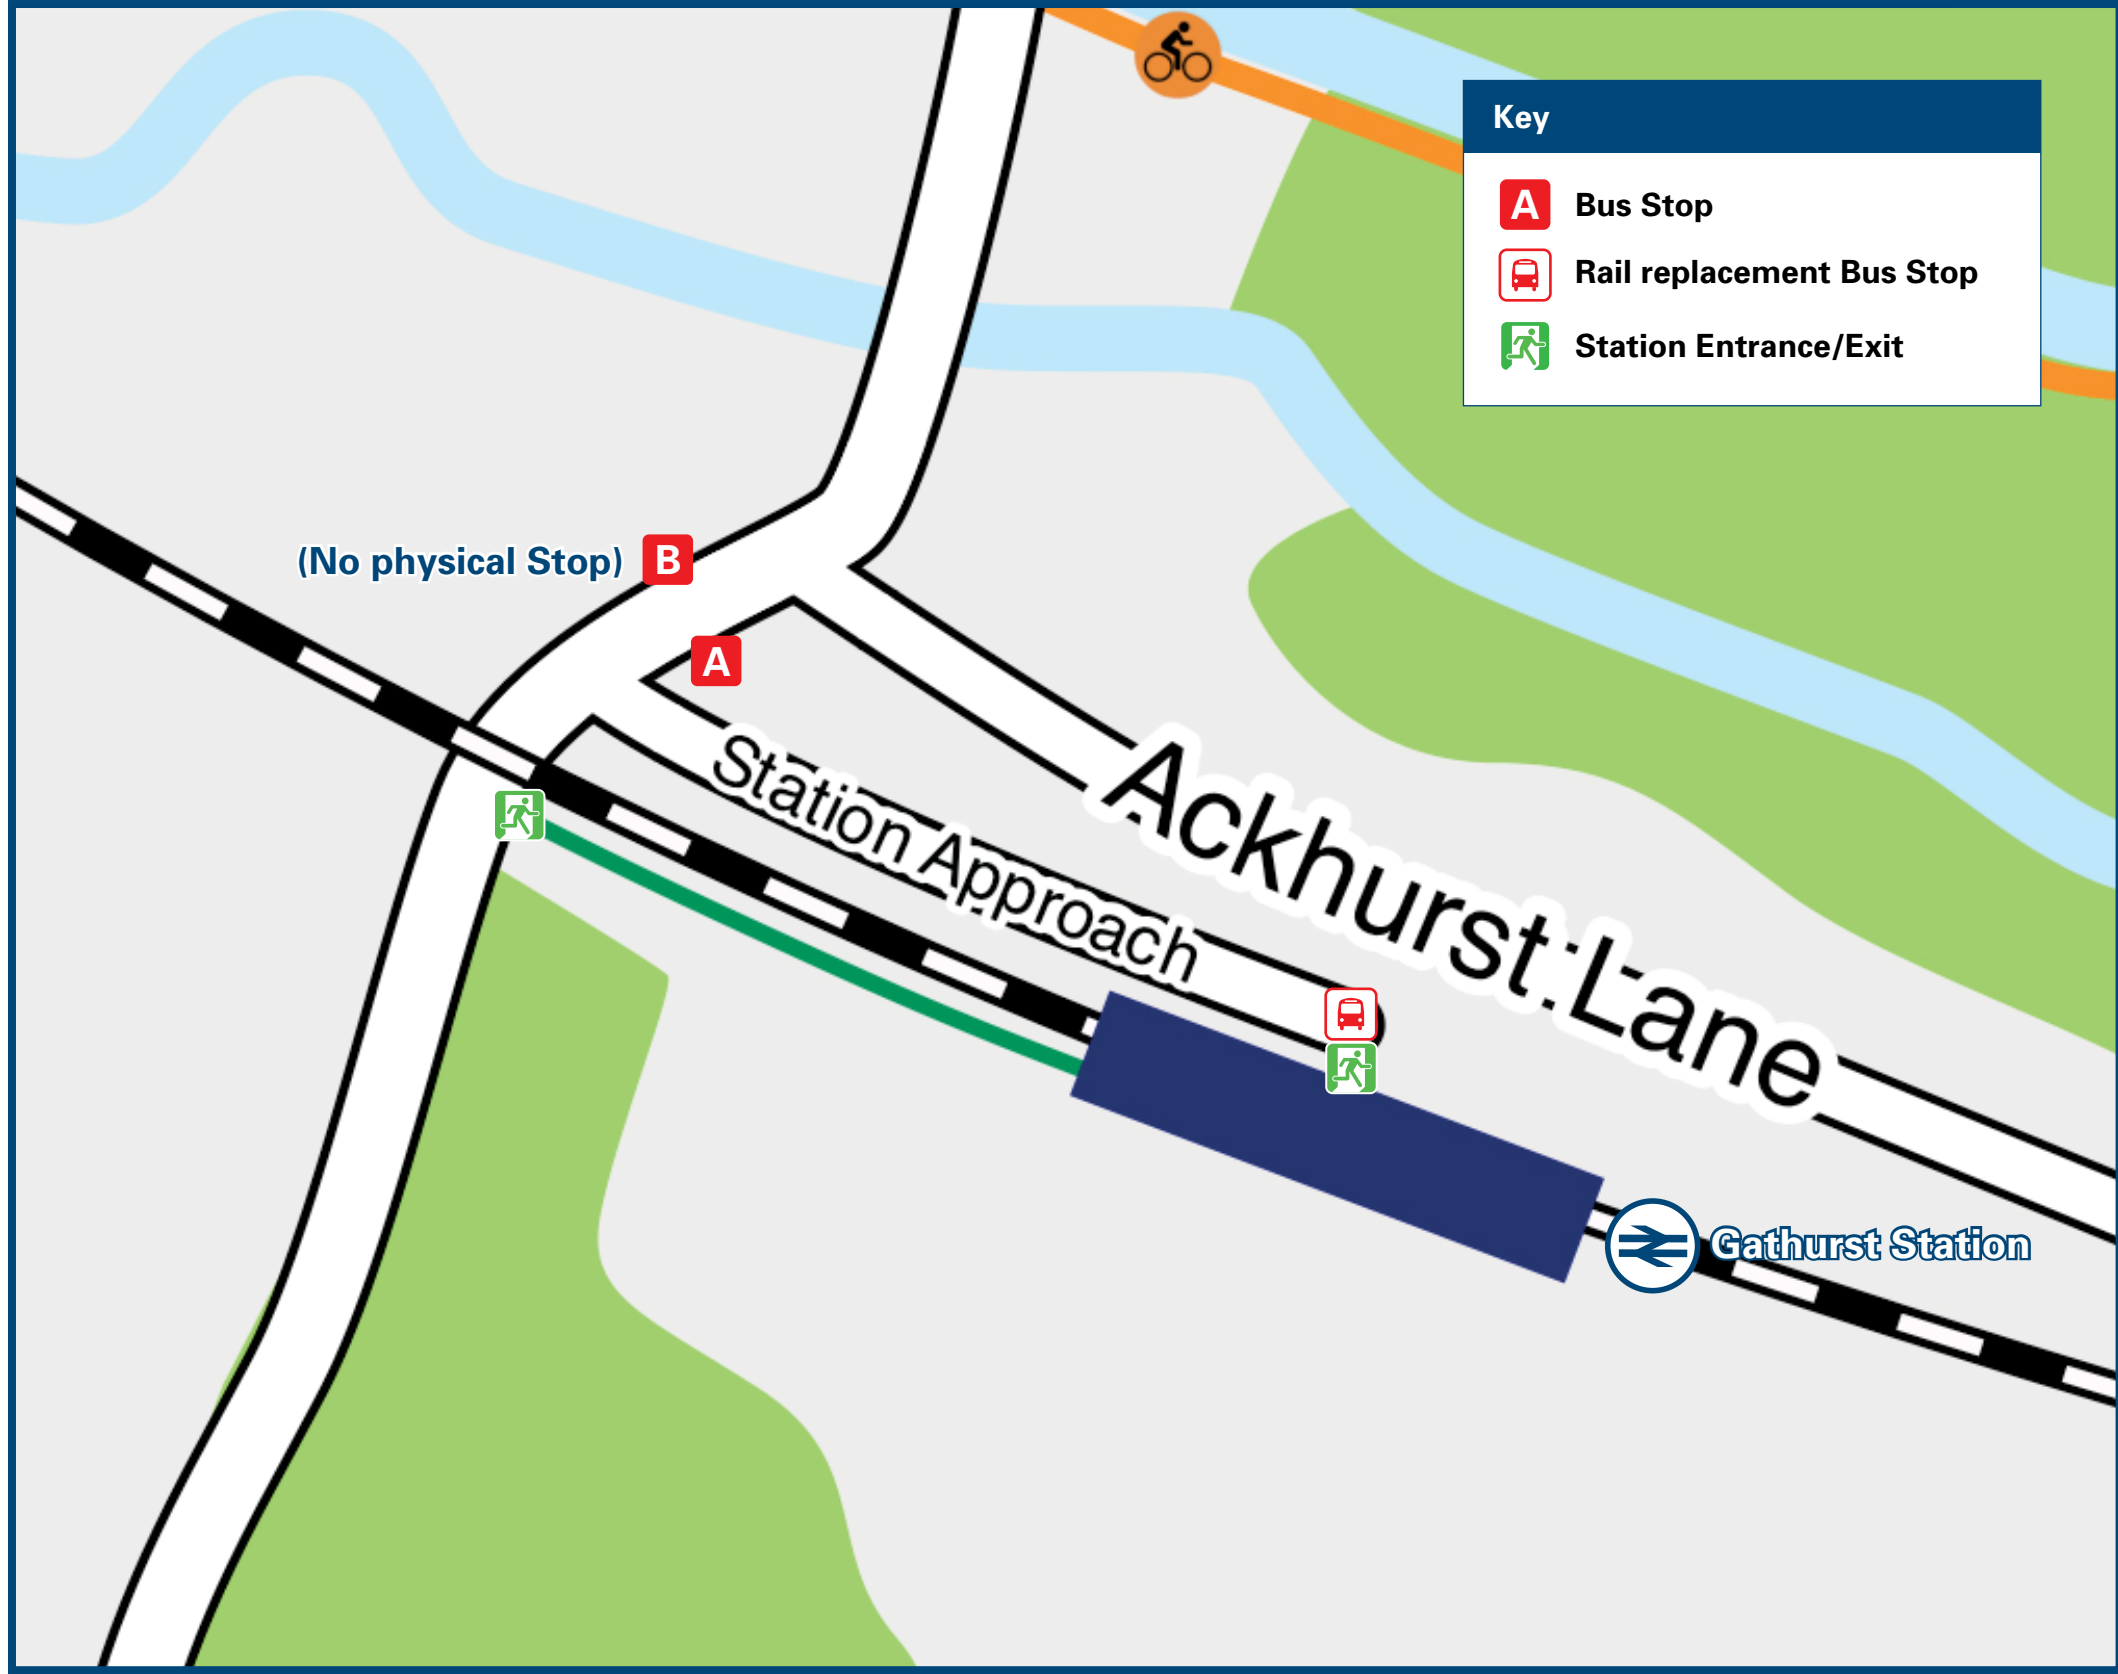 Key
A
Bus Stop
Rail replacement Bus Stop
Station Entrance/Exit
(No physical Stop)
B
A
Station Approach
Ackhurst Lane
Gathurst Station